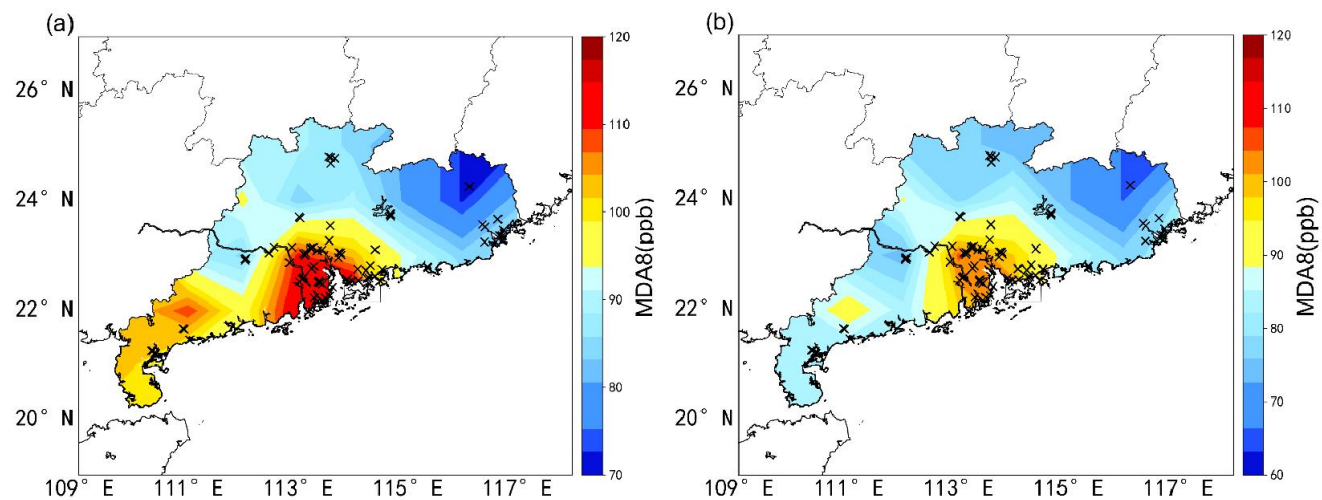 (a)
26° N
24° N
22° N
20° N
109° E
111° E
113° E
115° E
117° E
120
110
100
90
80
70
MDA8(ppb)
(b)
26° N
24° N
22° N
20° N
109° E
111° E
113° E
115° E
117° E
120
110
100
90
80
70
60
MDA8(ppb)